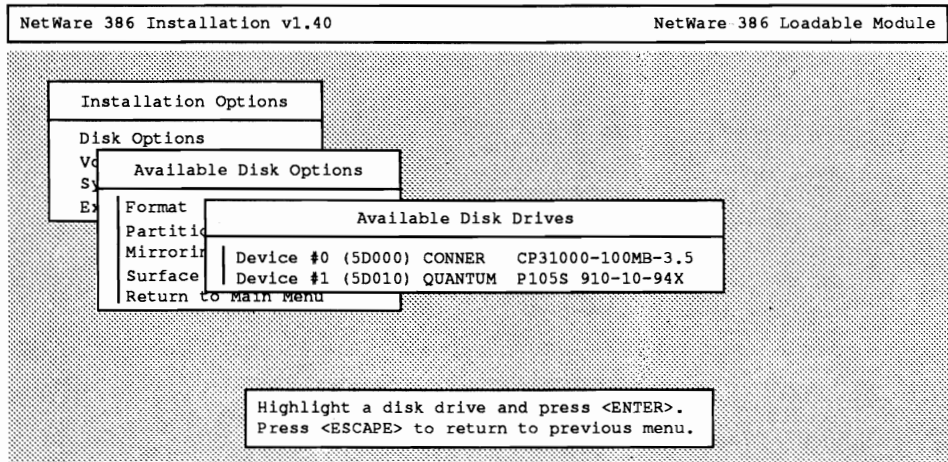 NetWare 386 Installation v1.40 NetWare 386 Loadable Module
Installation Options
Disk Options
Available Disk Options
Format
Available Disk Drives
Device #0 (5D000) CONNER CP31000-100MB-3.5
Device #1 (5D010) QUANTUM P105S 910-10-94X
Surface
Return to Main Menu
Highlight a disk drive and press <ENTER>.
Press <ESCAPE> to return to previous menu.